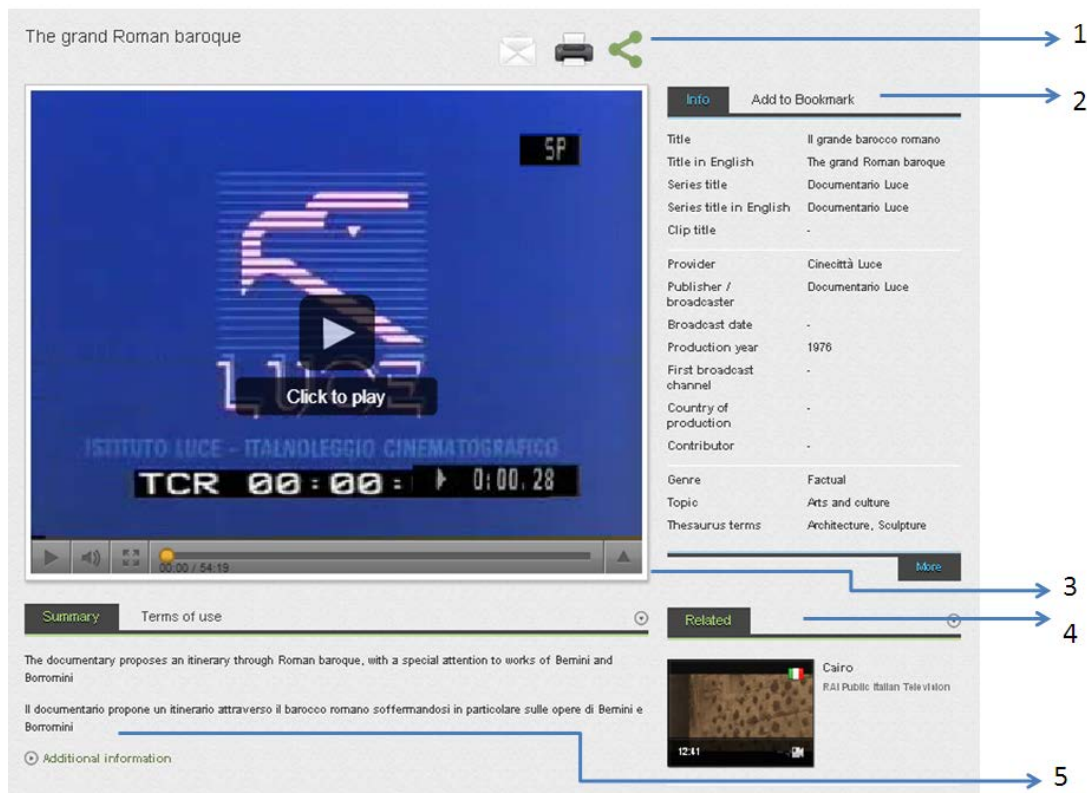 The grand Roman baroque
1
Info Add to Bookmark
2
SP
LUCE
Click to play
ISTITUTO LUCE - ITALNOLEGGIO CINEMATOGRAFICO
TCR 00:00: 0:00.28
00:00 / 54:19
Title Il grande barocco romano
Title in English The grand Roman baroque
Series title Documentario Luce
Series title in English Documentario Luce
Clip title -
Provider Cinecittà Luce
Publisher / Documentario Luce
broadcaster
Broadcast date -
Production year 1976
First broadcast -
channel
Country of -
production
Contributor -
Genre Factual
Topic Arts and culture
Thesaurus terms Architecture, Sculpture
More
3
Summary Terms of use
The documentary proposes an itinerary through Roman baroque, with a special attention to works of Bernini and
Borromini
Il documentario propone un itinerario attraverso il barocco romano soffermandosi in particolare sulle opere di Bernini e
Borromini
Additional information
Related
4
Cairo
RAI Public Italian Television
12:41
5